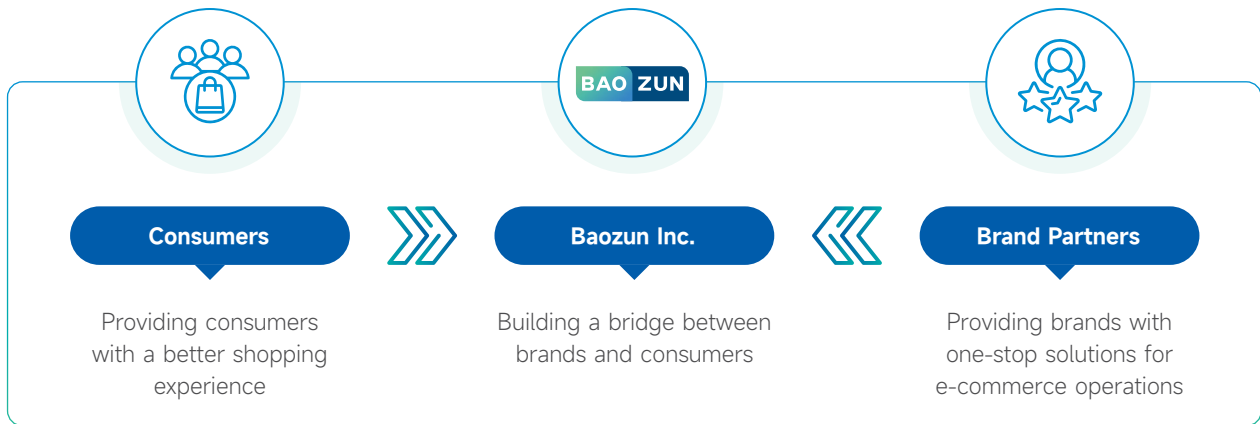 BAO ZUN
Consumers
Baozun Inc.
Brand Partners
Providing consumers
with a better shopping
experience
Building a bridge between
brands and consumers
Providing brands with
one-stop solutions for
e-commerce operations